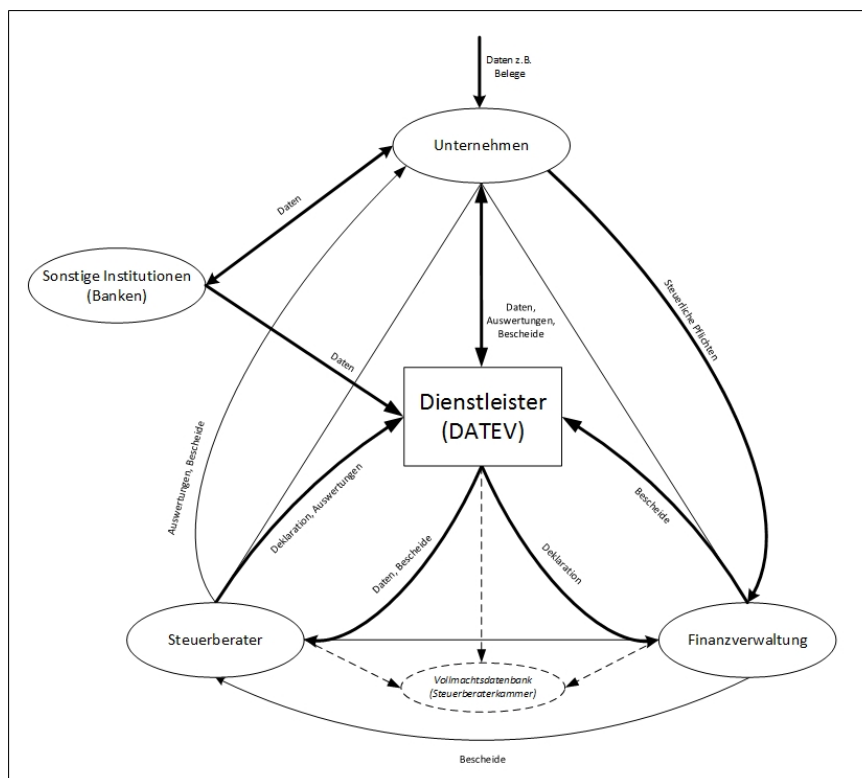 Daten z.B.
Belege
Unternehmen
Daten
Sonstige Institutionen
(Banken)
Steuerliche Pflichten
Daten,
Auswertungen,
Bescheide
Daten
Dienstleister
(DATEV)
Auswertungen, Bescheide
Deklaration, Auswertungen
Bescheide
Daten, Bescheide
Deklaration
Steuerberater
Finanzverwaltung
Vollmachtsdatenbank
(Steuerberaterkammer)
Bescheide